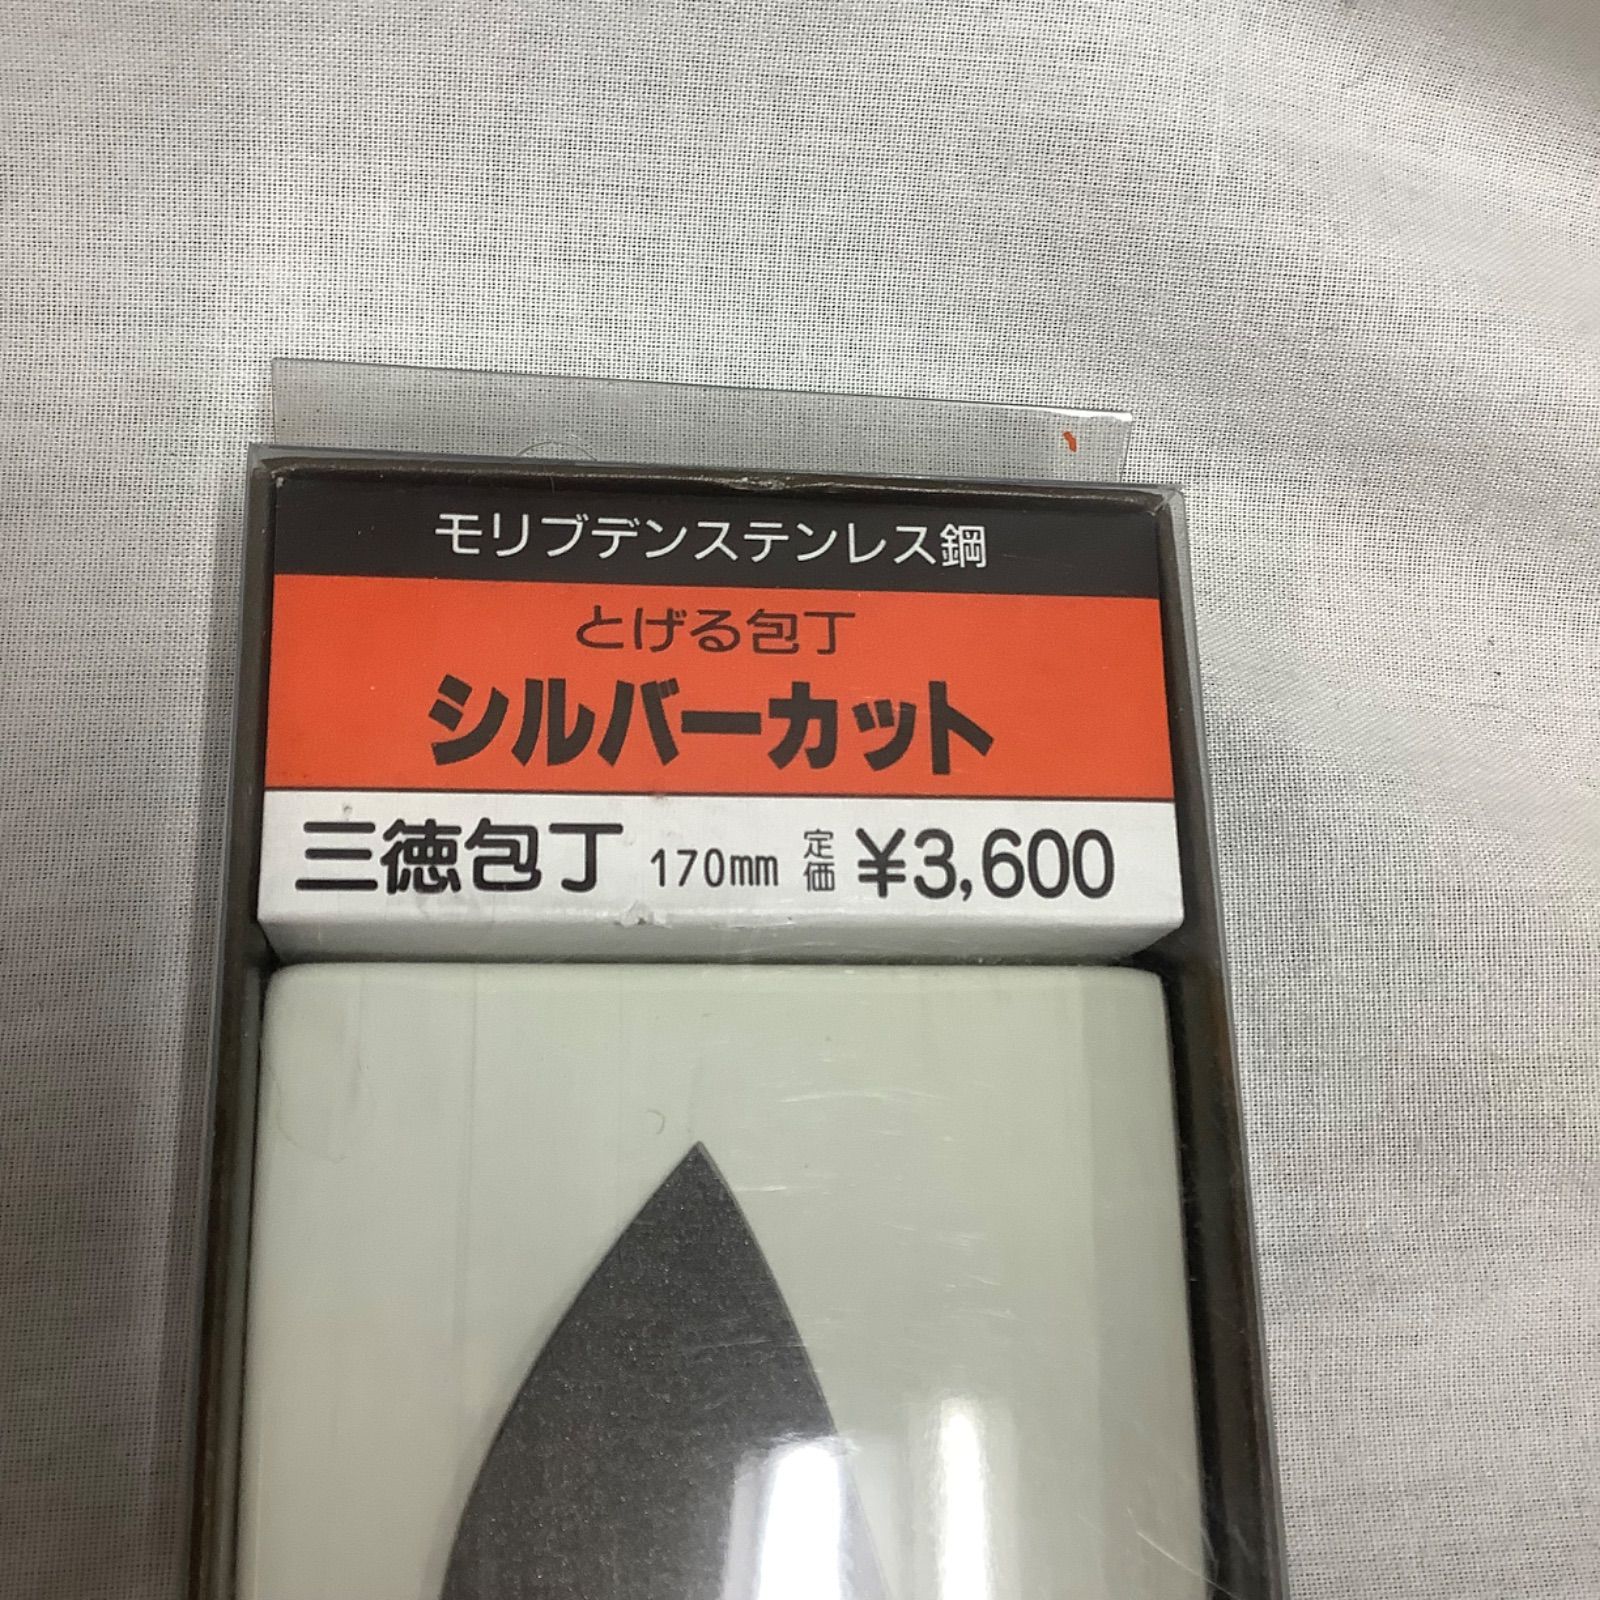 モリブデンステンレス鋼
とげる包丁
シルバーカット
三徳包丁 170mm 定価 ¥3,600